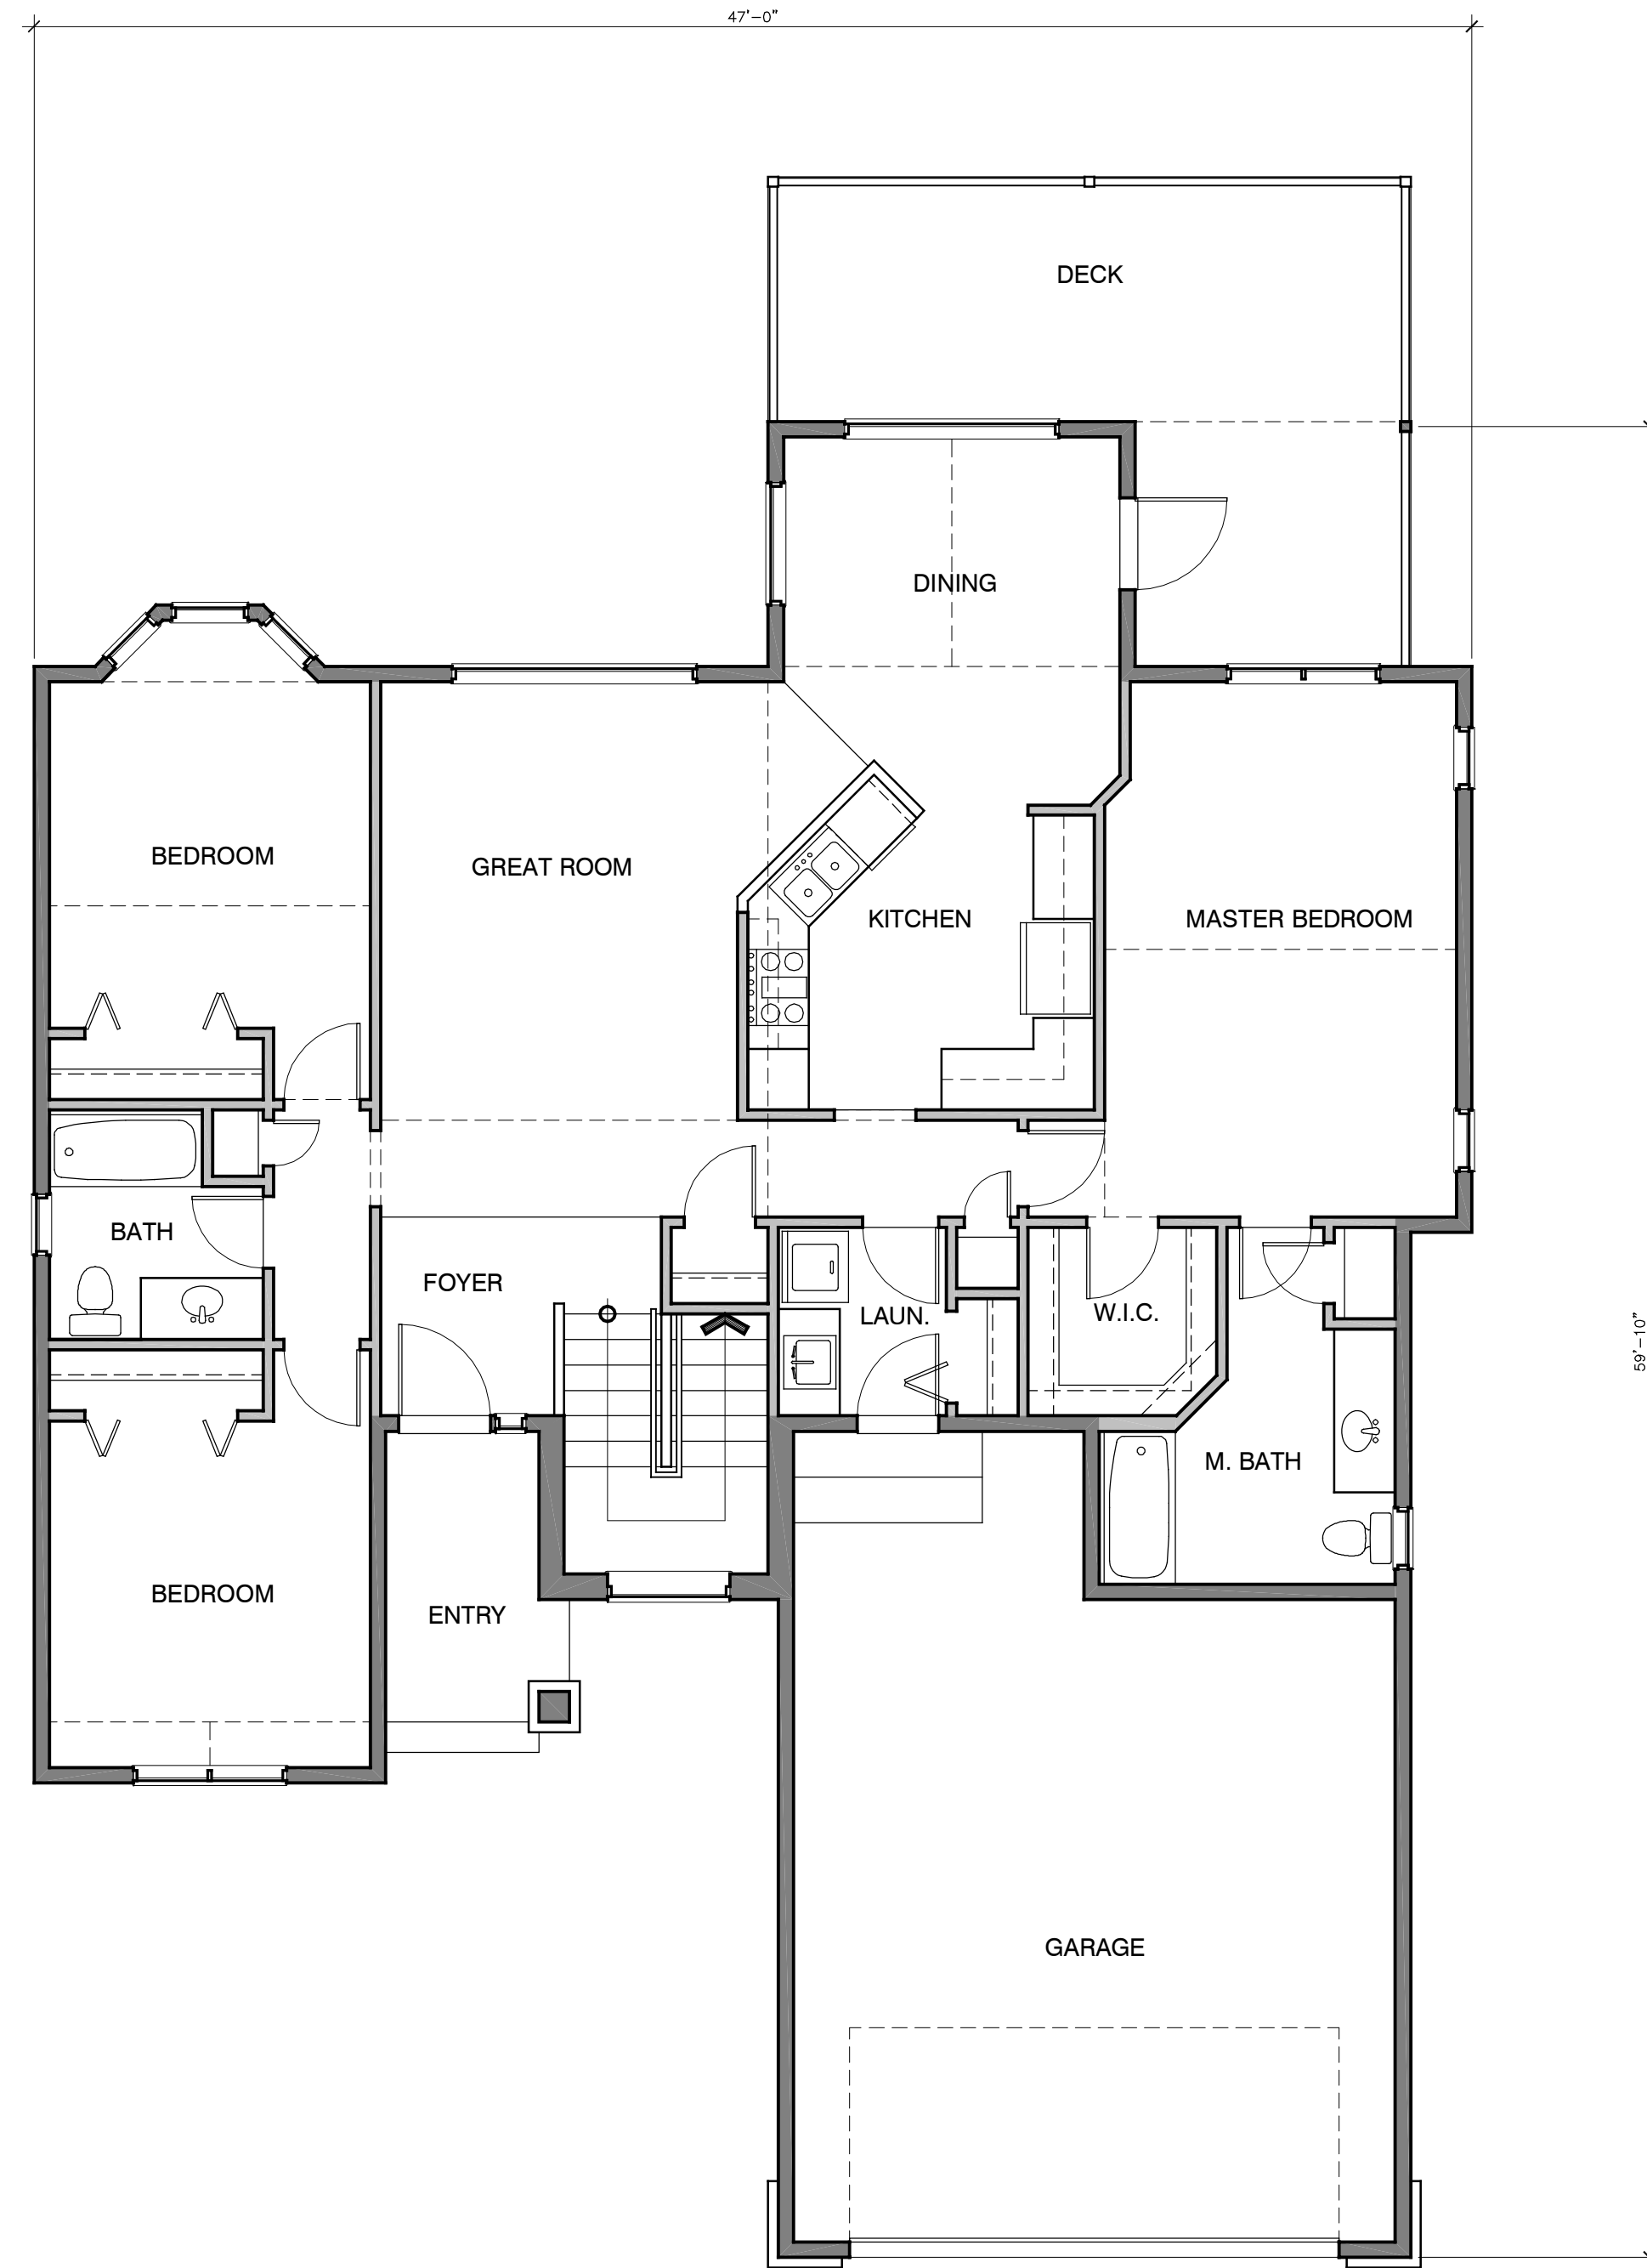 47'-0"
DECK
DINING
BEDROOM
GREAT ROOM
KITCHEN
MASTER BEDROOM
BATH
FOYER
LAUN.
W.I.C.
59'-10"
M. BATH
BEDROOM
ENTRY
GARAGE